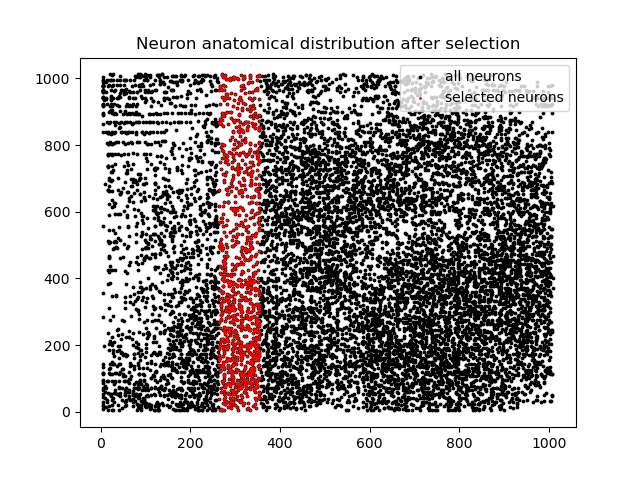 Neuron anatomical distribution after selection
all neurons
selected neurons
1000
800
600
400
200
0
0 200 400 600 800 1000